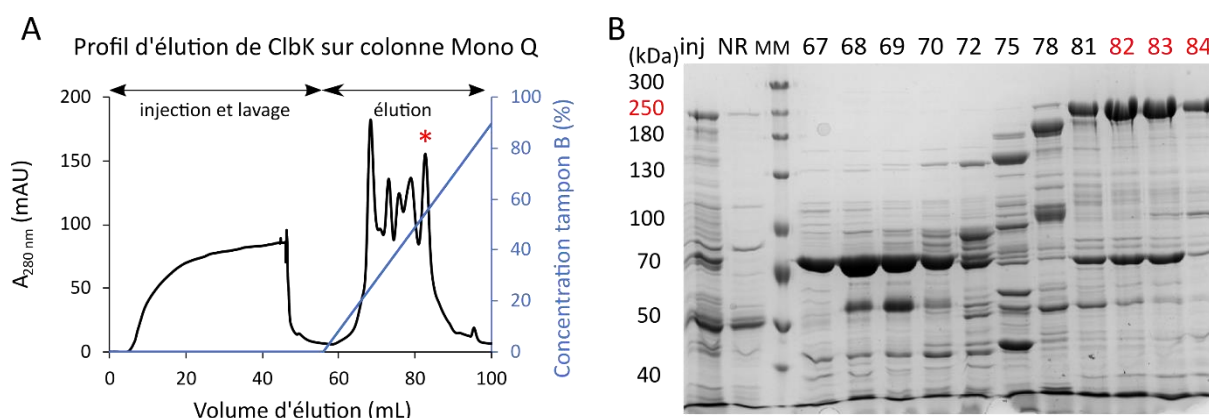 A
Profil d'élution de ClbK sur colonne Mono Q
injection et lavage
élution
*
200
150
100
50
0
A280 nm (mAU)
0 20 40 60 80 100
Volume d'élution (mL)
100
80
60
40
20
0
Concentration tampon B (%)
B
inj NR MM 67 68 69 70 72 75 78 81 82 83 84
(kDa)
300
250
180
130
100
70
50
40